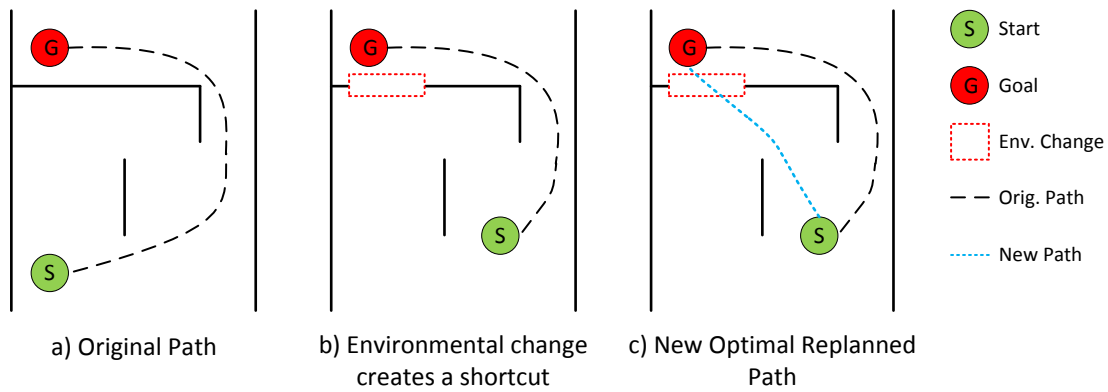 G
S
a) Original Path
G
S
b) Environmental change
creates a shortcut
G
S
c) New Optimal Replanned
Path
S Start
G Goal
Env. Change
Orig. Path
New Path